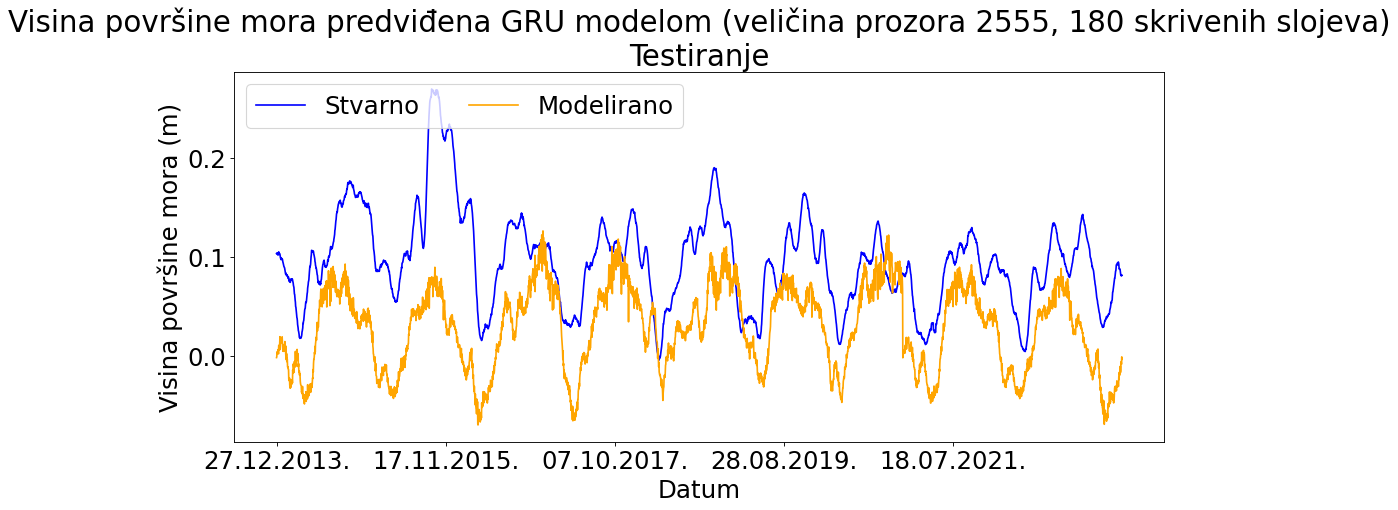 Visina površine mora predviđena GRU modelom (veličina prozora 2555, 180 skrivenih slojeva)
Testiranje
Stvarno
Modelirano
Visina površine mora (m)
0.2
0.1
0.0
27.12.2013.
17.11.2015.
07.10.2017.
28.08.2019.
18.07.2021.
Datum